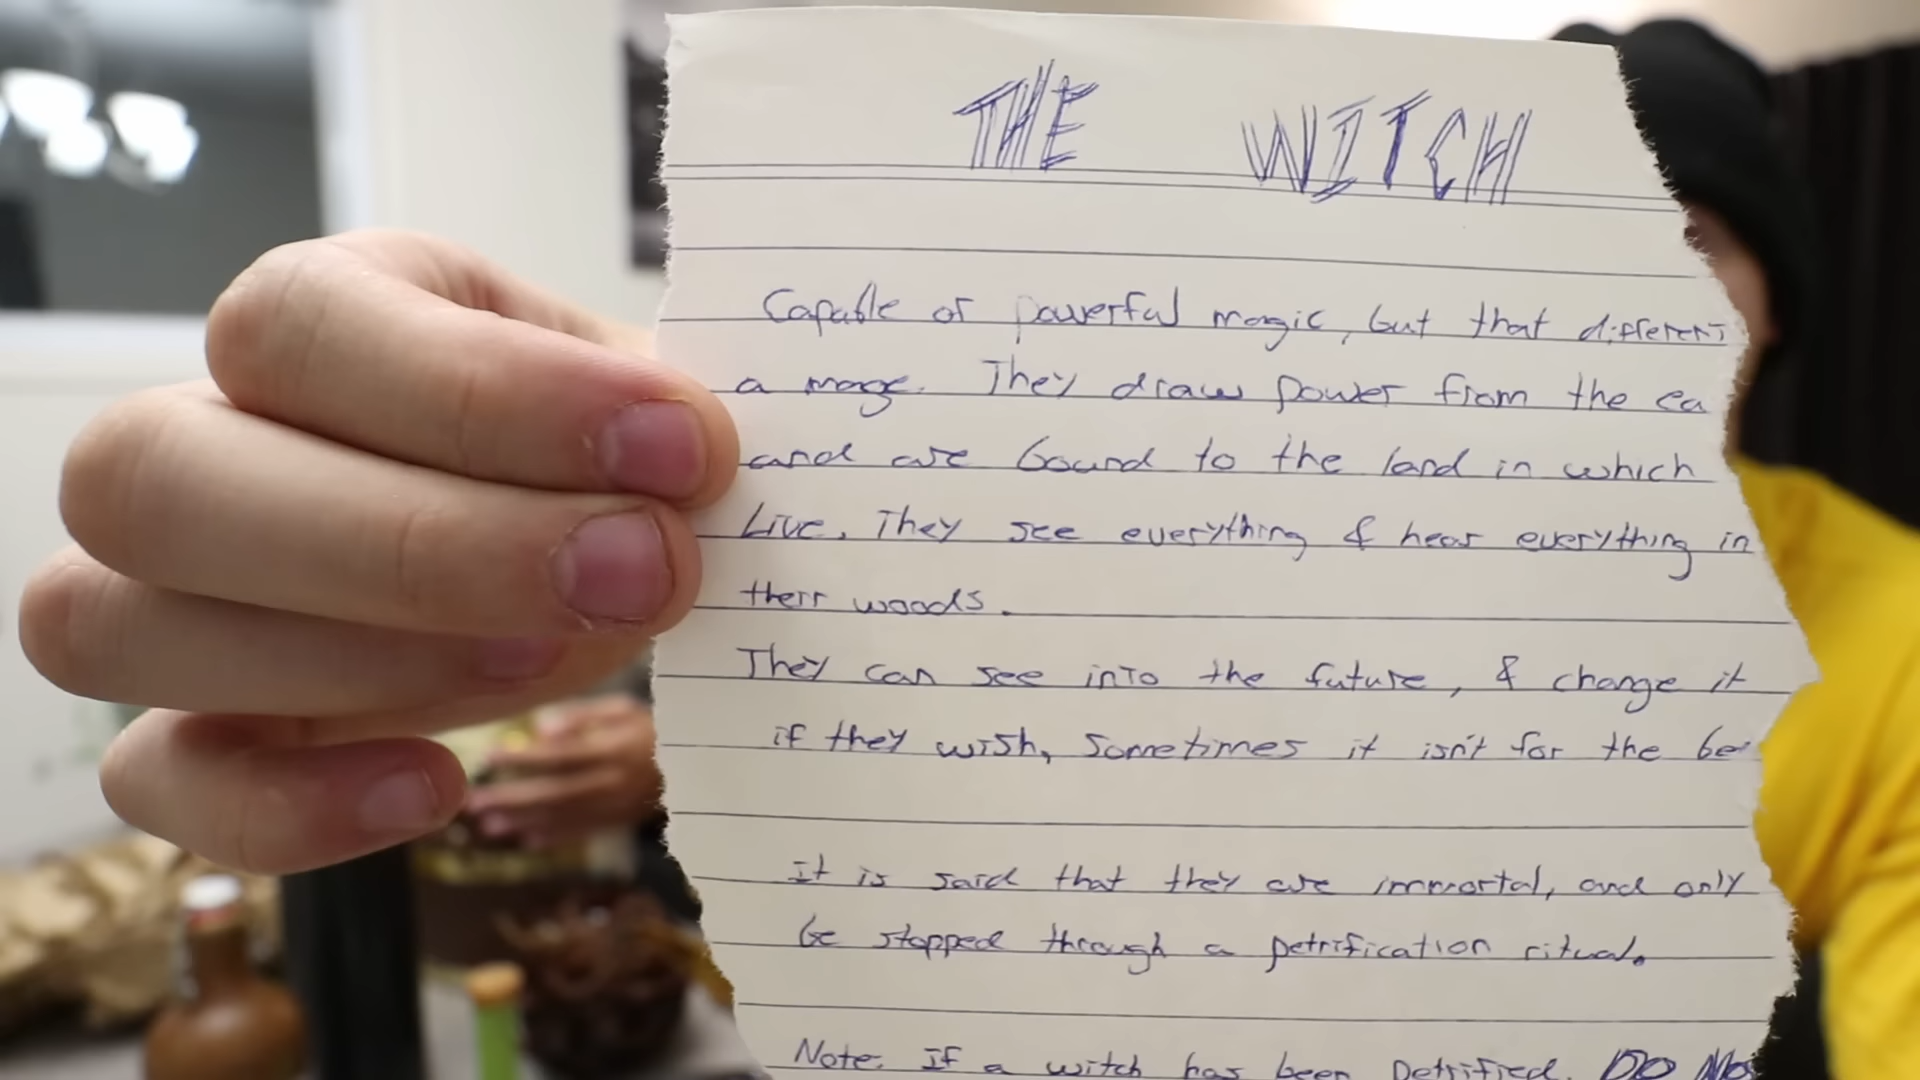 THE WITCH
Capable of powerful magic, but that different
a mage. They draw power from the ea
and are bound to the land in which
Live. They see everything & hear everything in
their woods.
They can see into the future, & change it
if they wish, Sometimes it isn't for the be
It is said that they are immortal, and only
be stopped through a petrification ritual.
Note: If a witch has been petrified, DO